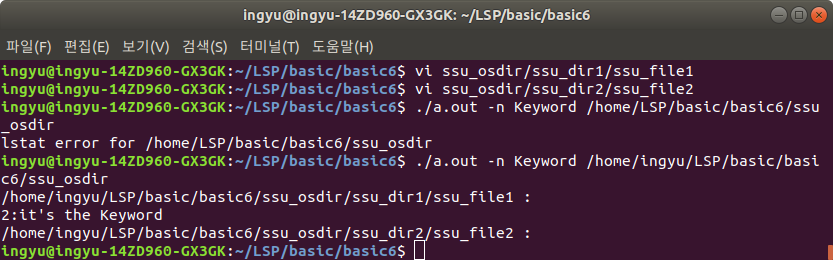 ingyu@ingyu-14ZD960-GX3GK: ~/LSP/basic/basic6
파일(F) 편집(E) 보기(V) 검색(S) 터미널(T) 도움말(H)
ingyu@ingyu-14ZD960-GX3GK:~/LSP/basic/basic6$ vi ssu_osdir/ssu_dir1/ssu_file1
ingyu@ingyu-14ZD960-GX3GK:~/LSP/basic/basic6$ vi ssu_osdir/ssu_dir2/ssu_file2
ingyu@ingyu-14ZD960-GX3GK:~/LSP/basic/basic6$ ./a.out -n Keyword /home/LSP/basic/basic6/ssu
_osdir
lstat error for /home/LSP/basic/basic6/ssu_osdir
ingyu@ingyu-14ZD960-GX3GK:~/LSP/basic/basic6$ ./a.out -n Keyword /home/ingyu/LSP/basic/basi
c6/ssu_osdir
/home/ingyu/LSP/basic/basic6/ssu_osdir/ssu_dir1/ssu_file1 :
2:it's the Keyword
/home/ingyu/LSP/basic/basic6/ssu_osdir/ssu_dir2/ssu_file2 :
ingyu@ingyu-14ZD960-GX3GK:~/LSP/basic/basic6$